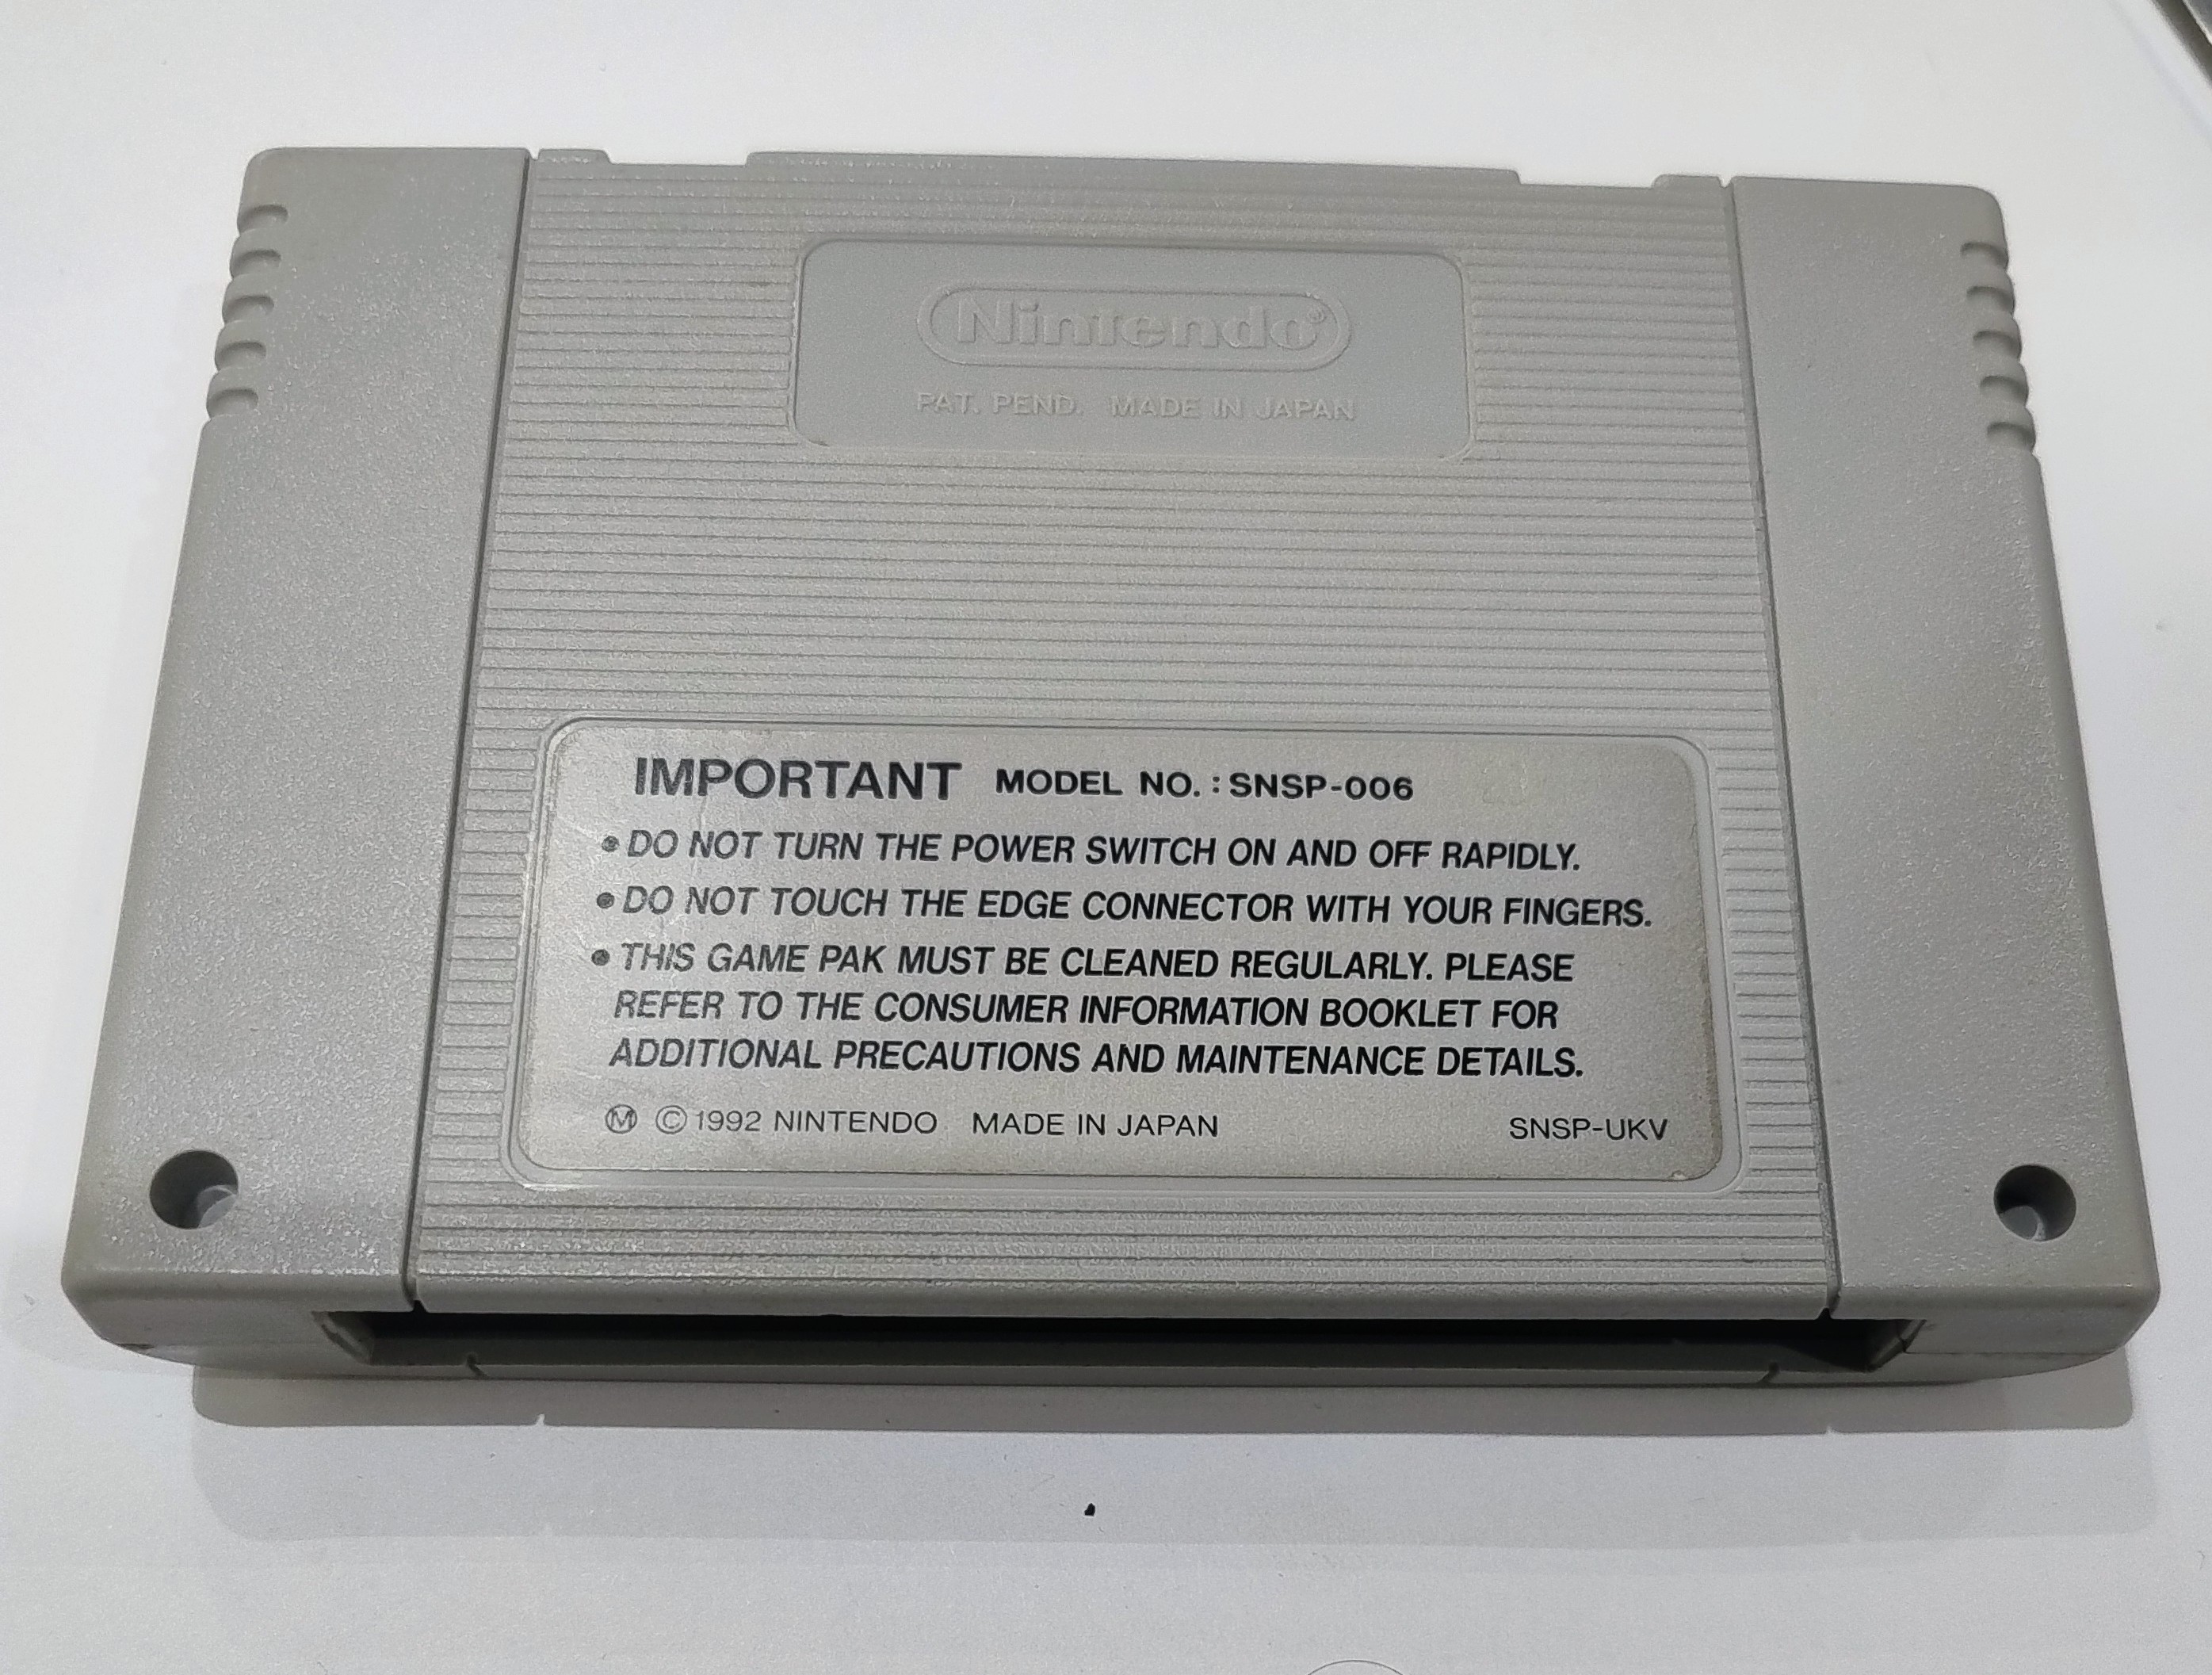 Nintendo®
PAT. PEND. MADE IN JAPAN
IMPORTANT MODEL NO.: SNSP-006
• DO NOT TURN THE POWER SWITCH ON AND OFF RAPIDLY.
• DO NOT TOUCH THE EDGE CONNECTOR WITH YOUR FINGERS.
• THIS GAME PAK MUST BE CLEANED REGULARLY. PLEASE
REFER TO THE CONSUMER INFORMATION BOOKLET FOR
ADDITIONAL PRECAUTIONS AND MAINTENANCE DETAILS.
Ⓜ ©1992 NINTENDO MADE IN JAPAN SNSP-UKV